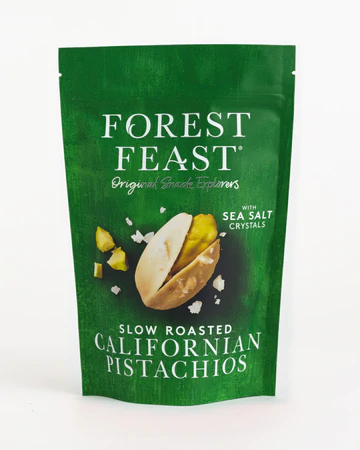 FOREST
FEAST®
Original Snack Explorers
WITH
SEA SALT
CRYSTALS
SLOW ROASTED
CALIFORNIAN
PISTACHIOS